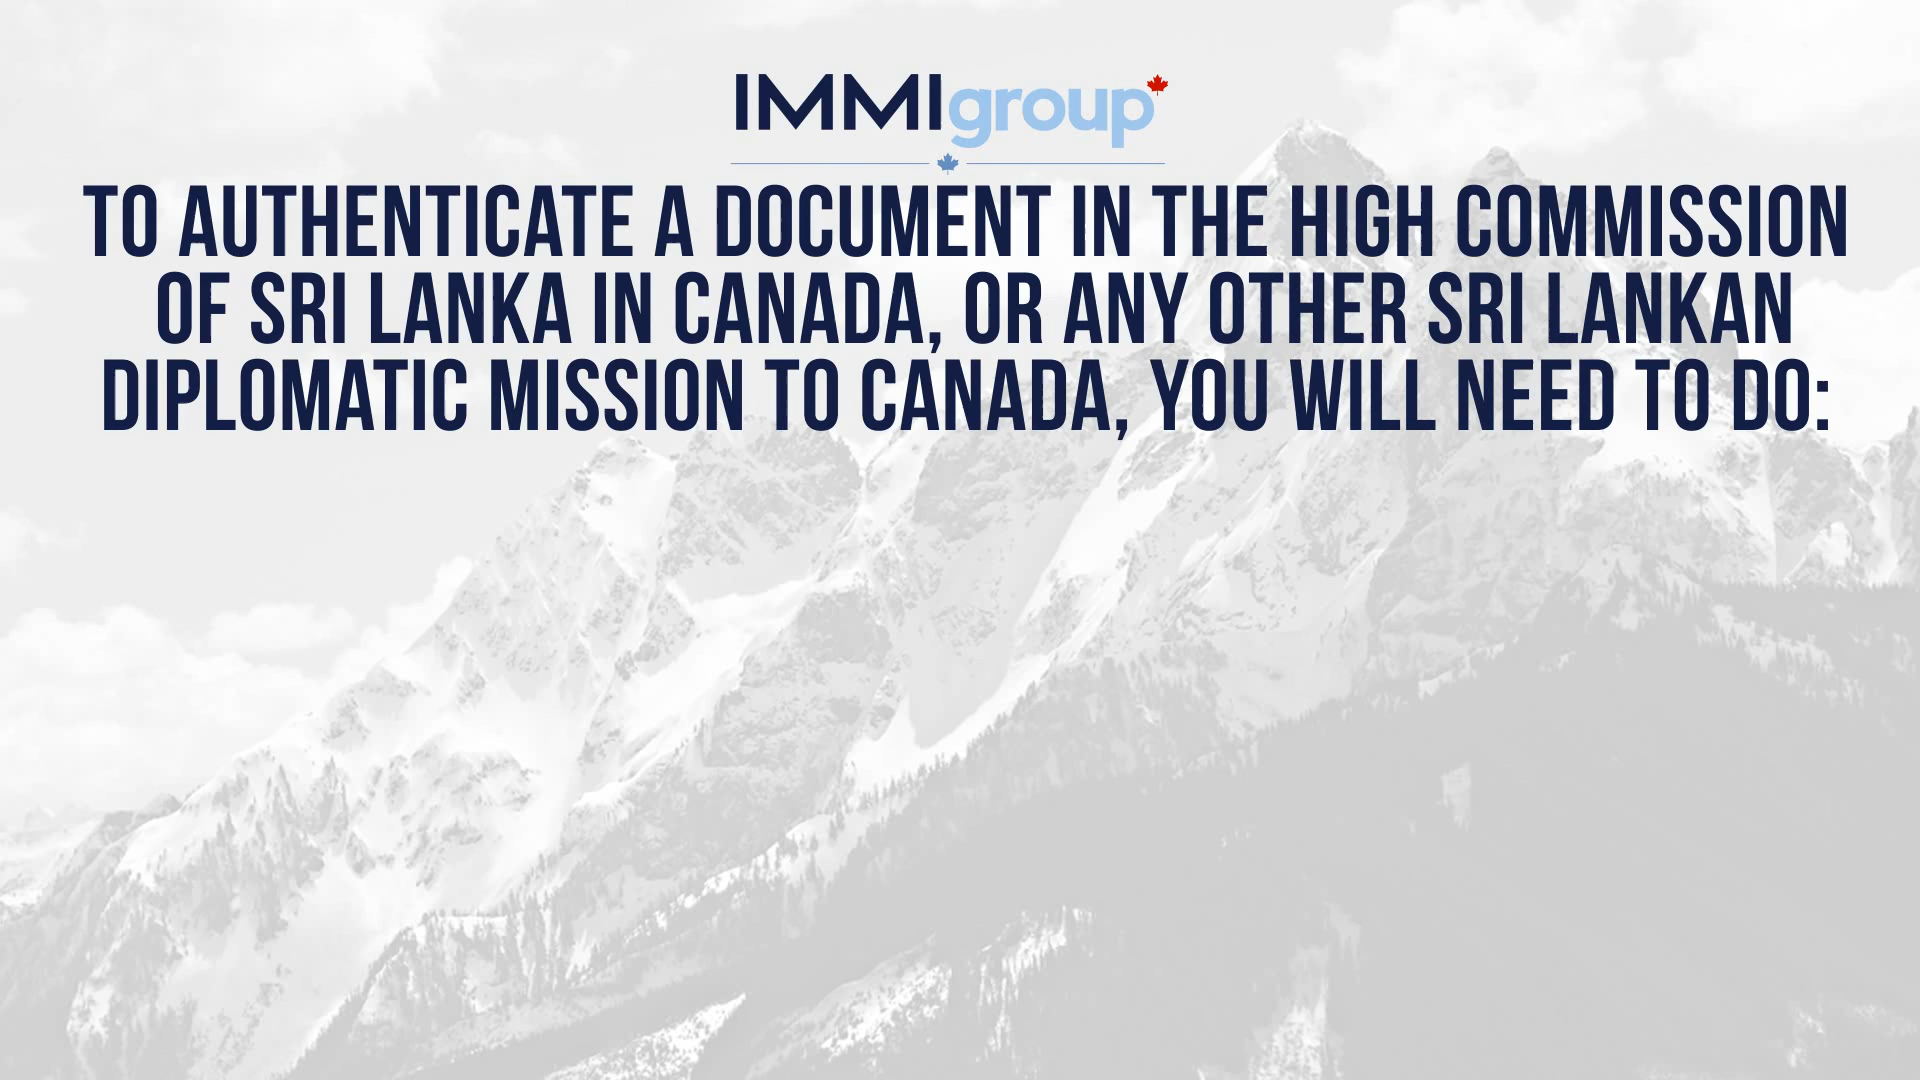 IMMIgroup
TO AUTHENTICATE A DOCUMENT IN THE HIGH COMMISSION
OF SRI LANKA IN CANADA, OR ANY OTHER SRI LANKAN
DIPLOMATIC MISSION TO CANADA, YOU WILL NEED TO DO: